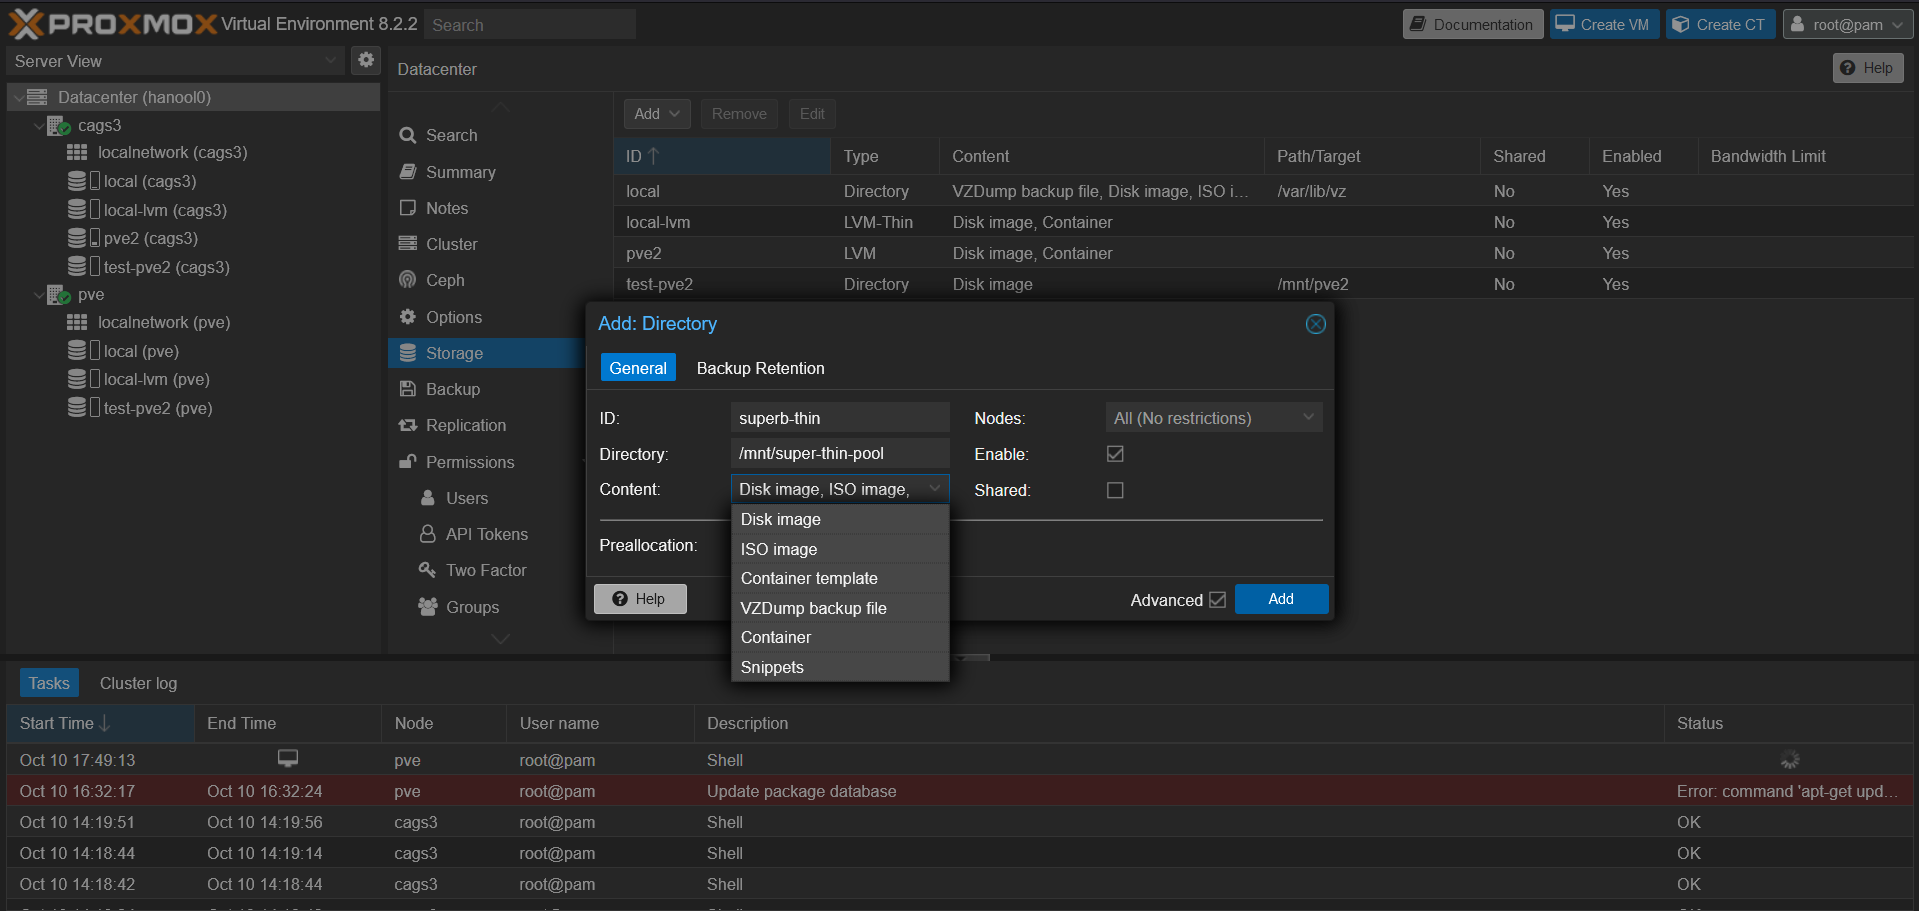 PROXMOX Virtual Environment 8.2.2 Search Documentation Create VM Create CT root@pam
Server View
Datacenter (hanool0)
cags3
localnetwork (cags3)
local (cags3)
local-lvm (cags3)
pve2 (cags3)
test-pve2 (cags3)
pve
localnetwork (pve)
local (pve)
local-lvm (pve)
test-pve2 (pve)
Datacenter Help
Search
Summary
Notes
Cluster
Ceph
Options
Storage
Backup
Replication
Permissions
Users
API Tokens
Two Factor
Groups
Add Remove Edit
ID Type Content Path/Target Shared Enabled Bandwidth Limit
local Directory VZDump backup file, Disk image, ISO i... /var/lib/vz No Yes
local-lvm LVM-Thin Disk image, Container No Yes
pve2 LVM Disk image, Container No Yes
test-pve2 Directory Disk image /mnt/pve2 No Yes
Add: Directory
General Backup Retention
ID: superb-thin Nodes: All (No restrictions)
Directory: /mnt/super-thin-pool Enable:
Content: Disk image, ISO image, Shared:
Disk image
ISO image
Container template
VZDump backup file
Container
Snippets
Preallocation:
Help Advanced Add
Tasks Cluster log
Start Time End Time Node User name Description Status
Oct 10 17:49:13 pve root@pam Shell
Oct 10 16:32:17 Oct 10 16:32:24 pve root@pam Update package database Error: command 'apt-get upd...
Oct 10 14:19:51 Oct 10 14:19:56 cags3 root@pam Shell OK
Oct 10 14:18:44 Oct 10 14:19:14 cags3 root@pam Shell OK
Oct 10 14:18:42 Oct 10 14:18:44 cags3 root@pam Shell OK